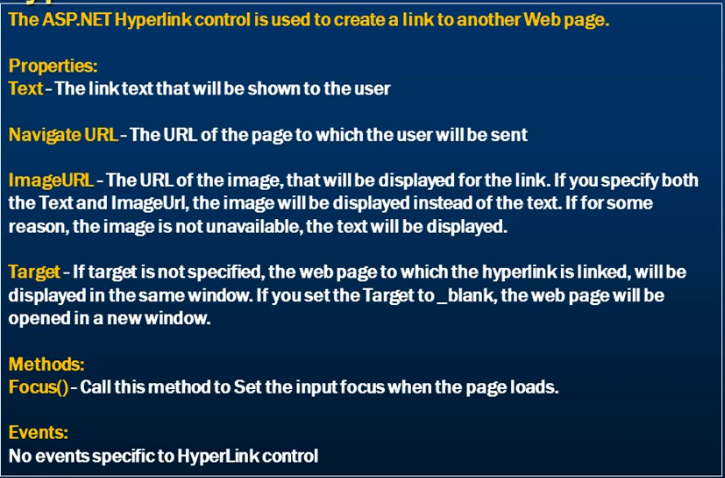 The ASP.NET Hyperlink control is used to create a link to another Web page.
Properties:
Text - The link text that will be shown to the user
Navigate URL - The URL of the page to which the user will be sent
ImageURL - The URL of the image, that will be displayed for the link. If you specify both
the Text and ImageUrl, the image will be displayed instead of the text. If for some
reason, the image is not unavailable, the text will be displayed.
Target - If target is not specified, the web page to which the hyperlink is linked, will be
displayed in the same window. If you set the Target to _blank, the web page will be
opened in a new window.
Methods:
Focus() - Call this method to Set the input focus when the page loads.
Events:
No events specific to HyperLink control